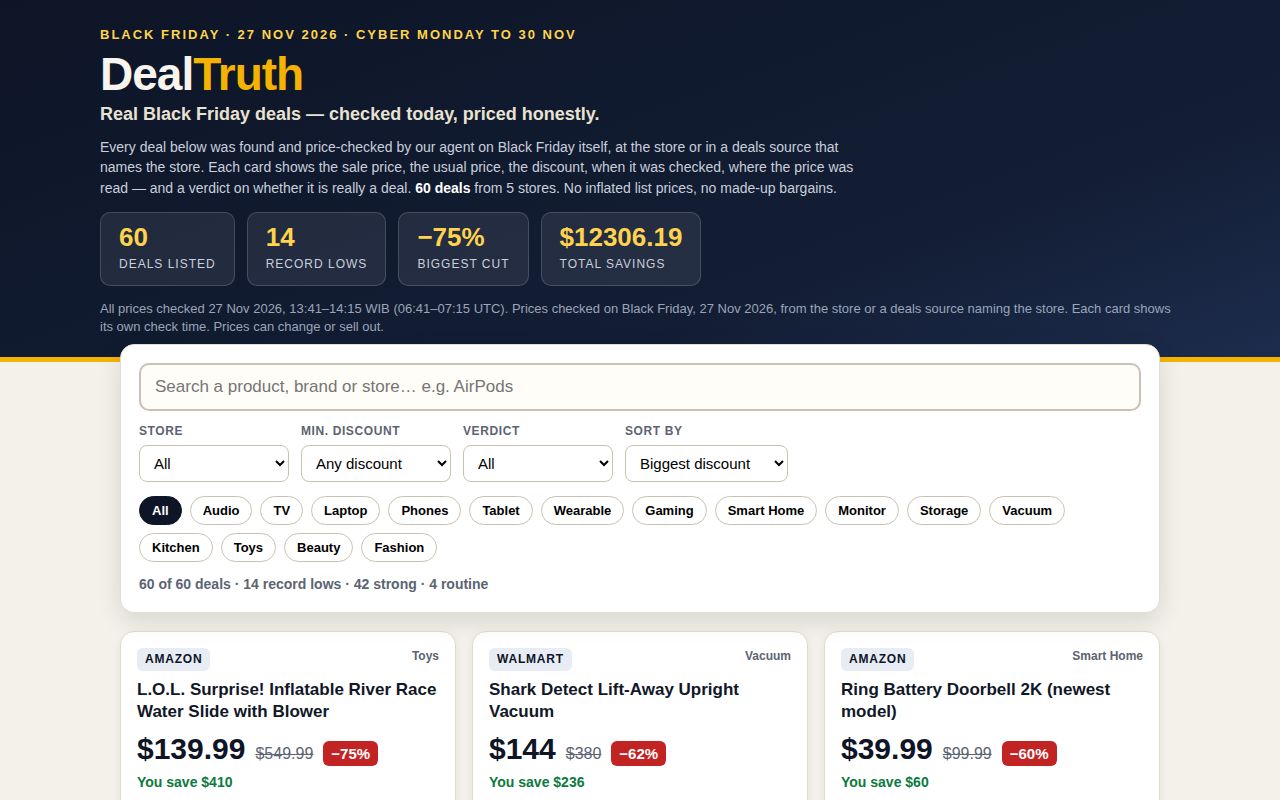 BLACK FRIDAY · 27 NOV 2026 · CYBER MONDAY TO 30 NOV
DealTruth
Real Black Friday deals — checked today, priced honestly.
Every deal below was found and price-checked by our agent on Black Friday itself, at the store or in a deals source that
names the store. Each card shows the sale price, the usual price, the discount, when it was checked, where the price was
read — and a verdict on whether it is really a deal. 60 deals from 5 stores. No inflated list prices, no made-up bargains.
60 14 −75% $12306.19
DEALS LISTED RECORD LOWS BIGGEST CUT TOTAL SAVINGS
All prices checked 27 Nov 2026, 13:41–14:15 WIB (06:41–07:15 UTC). Prices checked on Black Friday, 27 Nov 2026, from the store or a deals source naming the store. Each card shows
its own check time. Prices can change or sell out.
Search a product, brand or store… e.g. AirPods
STORE MIN. DISCOUNT VERDICT SORT BY
All Any discount All Biggest discount
All Audio TV Laptop Phones Tablet Wearable Gaming Smart Home Monitor Storage Vacuum
Kitchen Toys Beauty Fashion
60 of 60 deals · 14 record lows · 42 strong · 4 routine
AMAZON Toys
L.O.L. Surprise! Inflatable River Race
Water Slide with Blower
$139.99 $549.99 −75%
You save $410
WALMART Vacuum
Shark Detect Lift-Away Upright
Vacuum
$144 $380 −62%
You save $236
AMAZON Smart Home
Ring Battery Doorbell 2K (newest
model)
$39.99 $99.99 −60%
You save $60